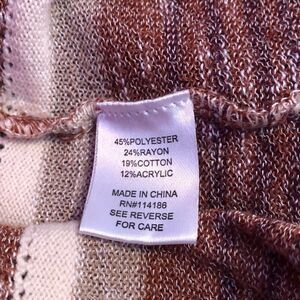 45%POLYESTER
24%RAYON
19%COTTON
12%ACRYLIC
MADE IN CHINA
RN#114186
SEE REVERSE
FOR CARE